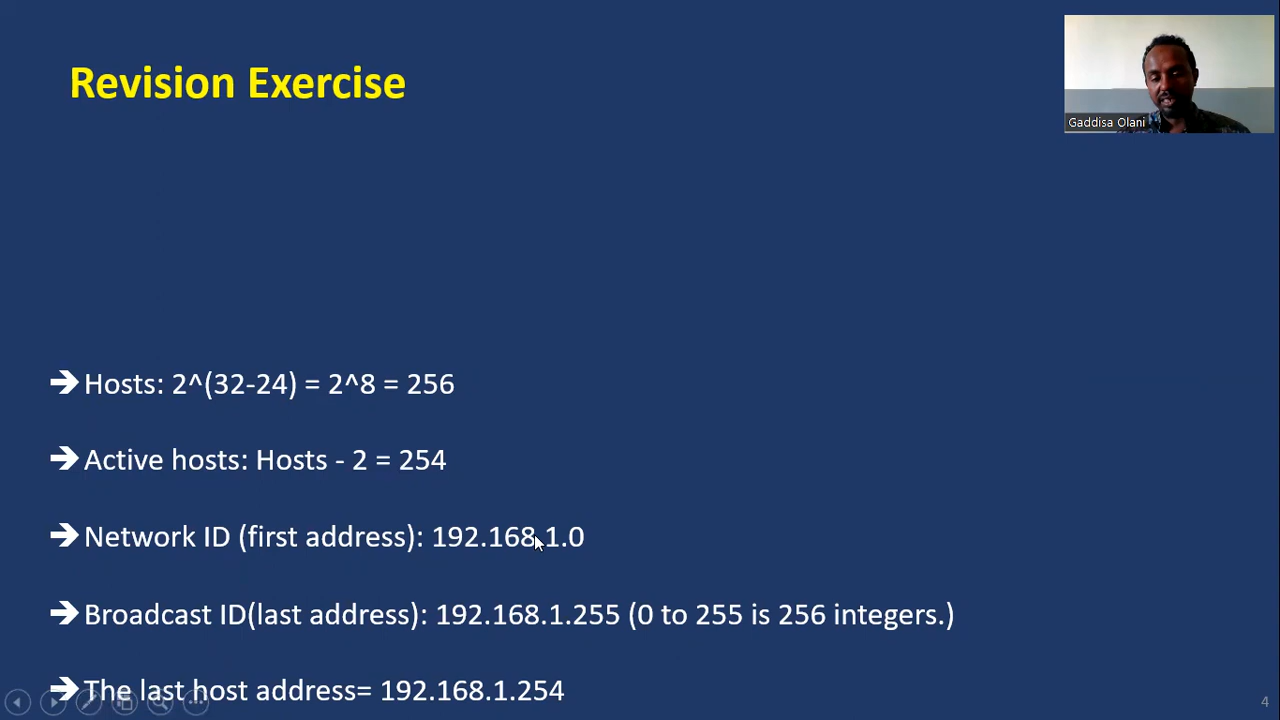 Revision Exercise
Gaddisa Olani
➔ Hosts: 2^(32-24) = 2^8 = 256
➔ Active hosts: Hosts - 2 = 254
➔ Network ID (first address): 192.168.1.0
➔ Broadcast ID(last address): 192.168.1.255 (0 to 255 is 256 integers.)
➔ The last host address= 192.168.1.254
4